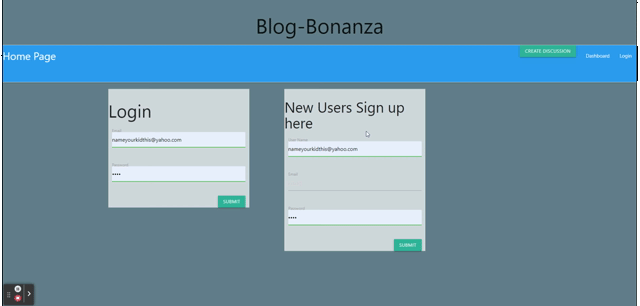 Blog-Bonanza
Home Page
CREATE DISCUSSION
Dashboard
Login
Login
Email
nameyourkidthis@yahoo.com
Password
••••
SUBMIT
New Users Sign up
here
User Name
nameyourkidthis@yahoo.com
Email
Password
••••
SUBMIT